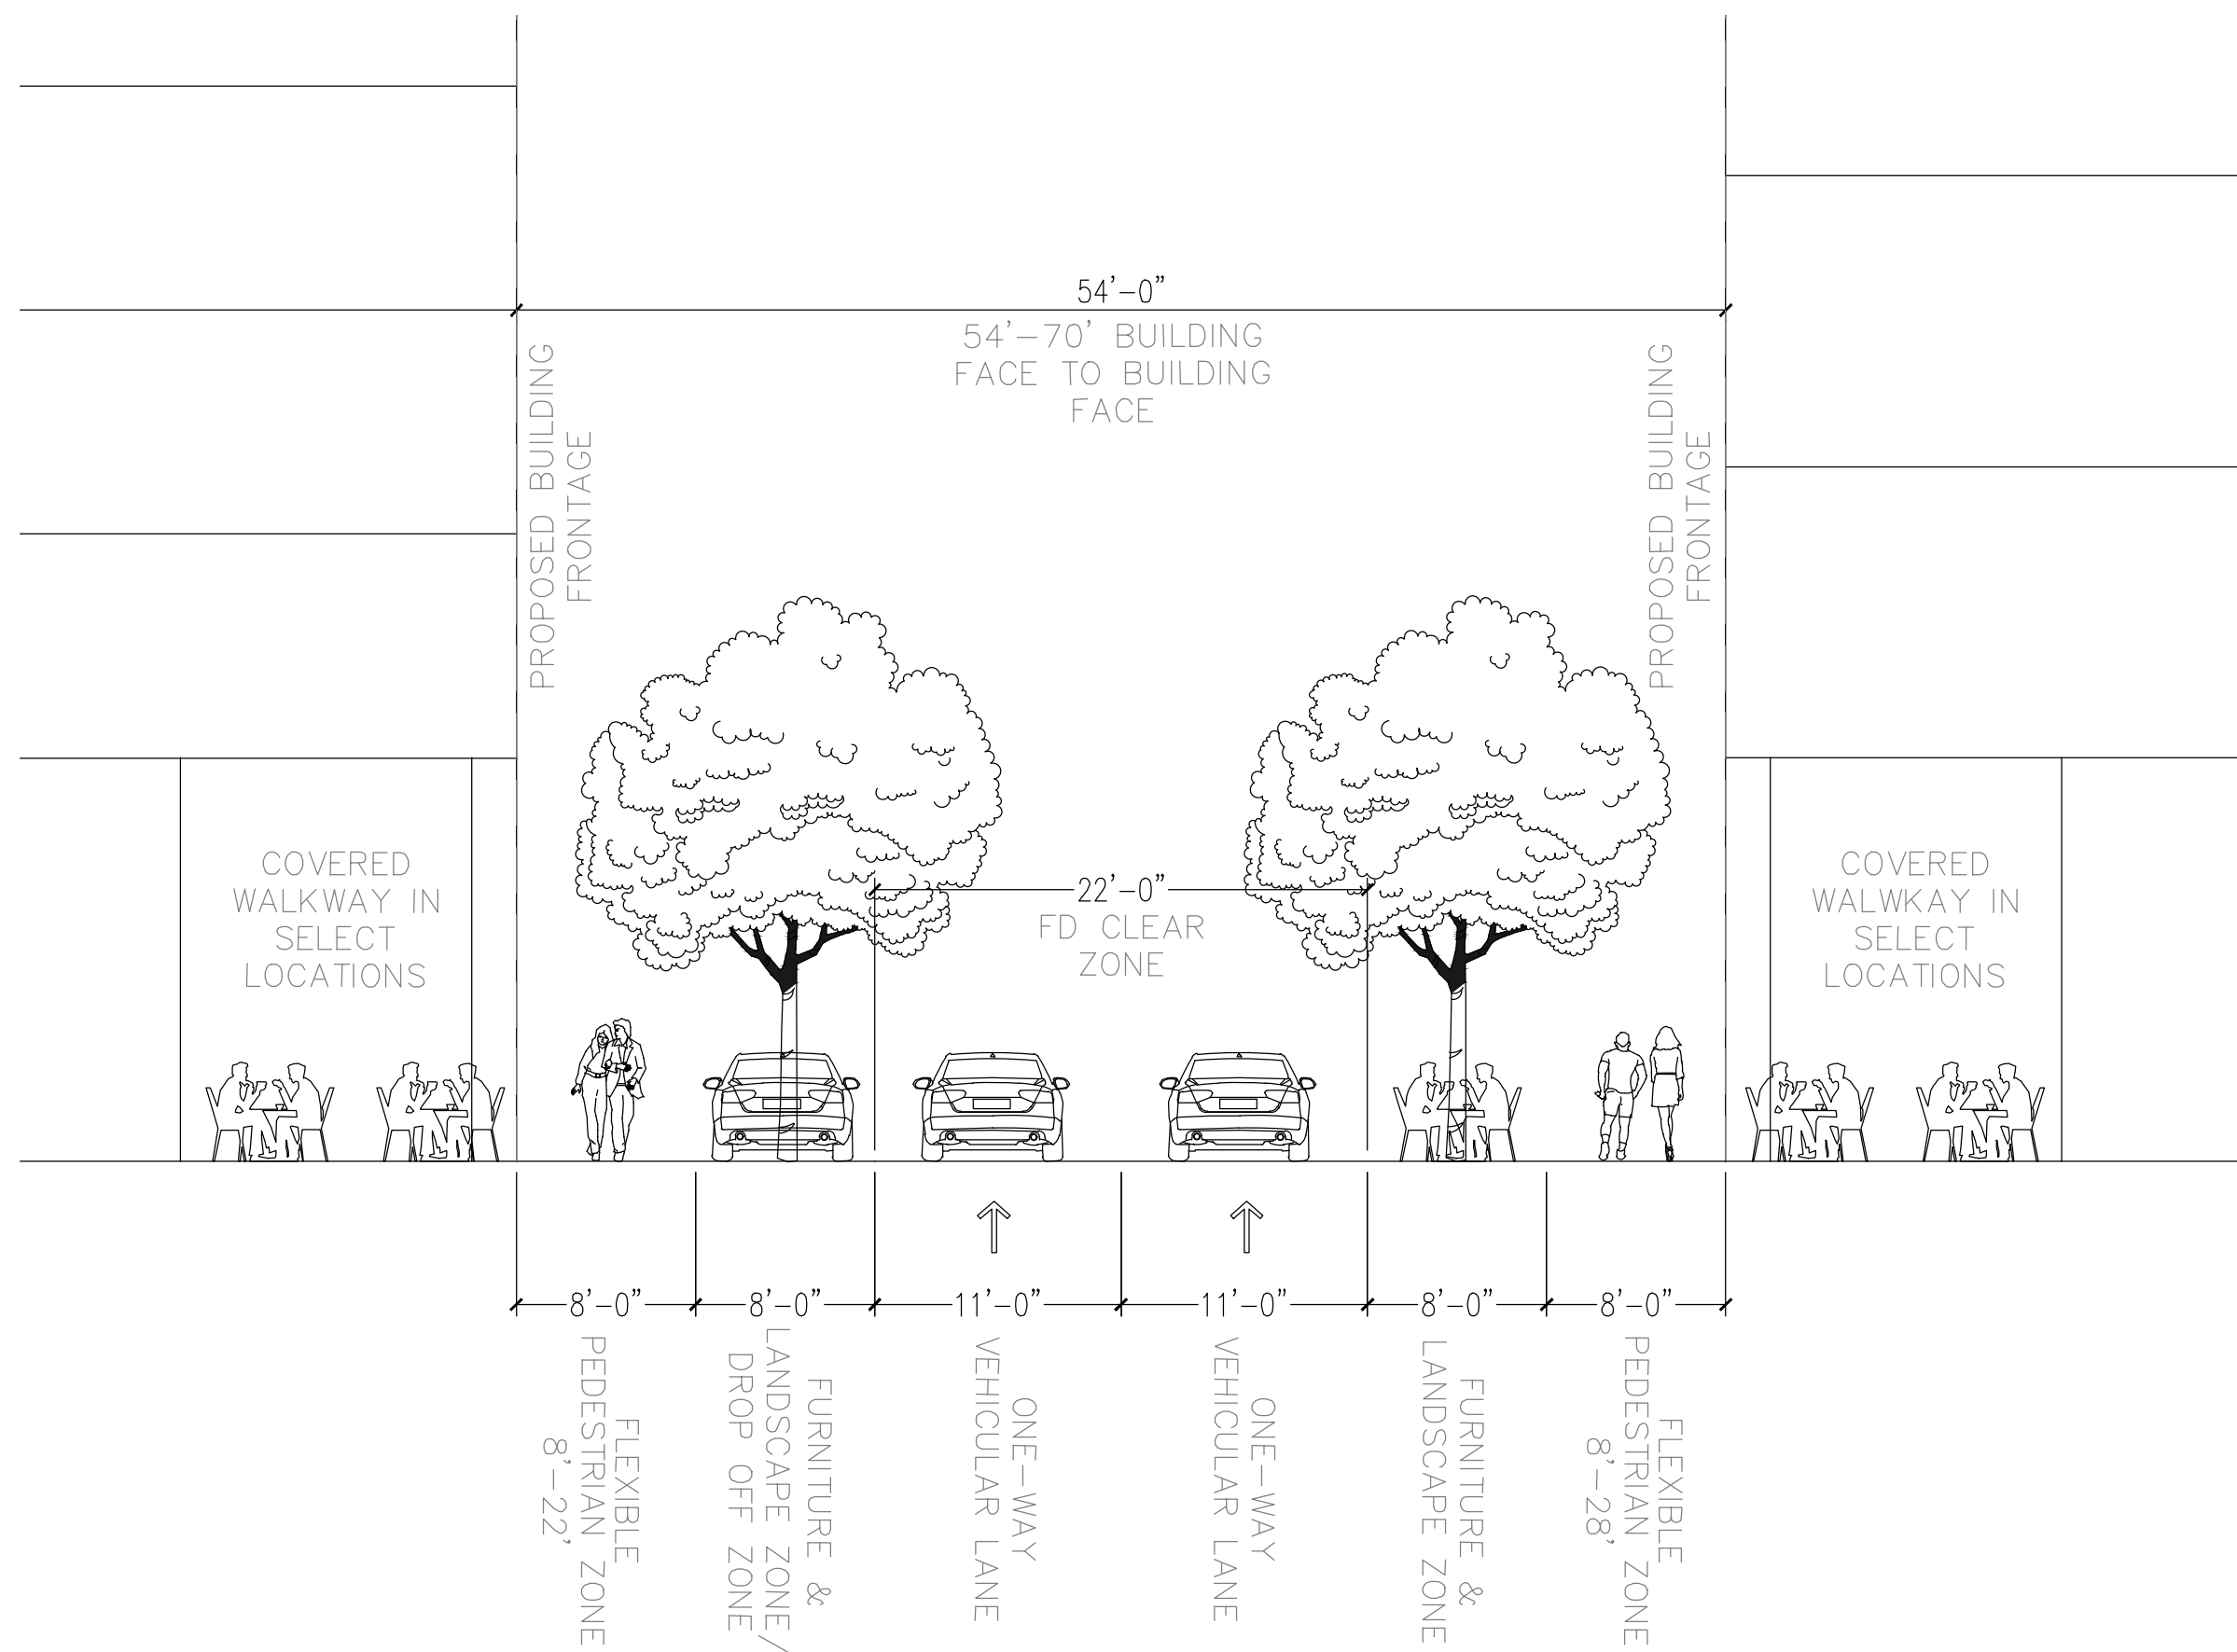 54'-0"
54'-70' BUILDING
FACE TO BUILDING
FACE
PROPOSED BUILDING
FRONTAGE
PROPOSED BUILDING
FRONTAGE
COVERED
WALKWAY IN
SELECT
LOCATIONS
22'-0"
FD CLEAR
ZONE
COVERED
WALWKAY IN
SELECT
LOCATIONS
8'-0"
8'-0"
11'-0"
11'-0"
8'-0"
8'-0"
FLEXIBLE
PEDESTRIAN ZONE
8'-22'
FURNITURE &
LANDSCAPE ZONE/
DROP OFF ZONE
ONE-WAY
VEHICULAR LANE
ONE-WAY
VEHICULAR LANE
FURNITURE &
LANDSCAPE ZONE
FLEXIBLE
PEDESTRIAN ZONE
8'-28'